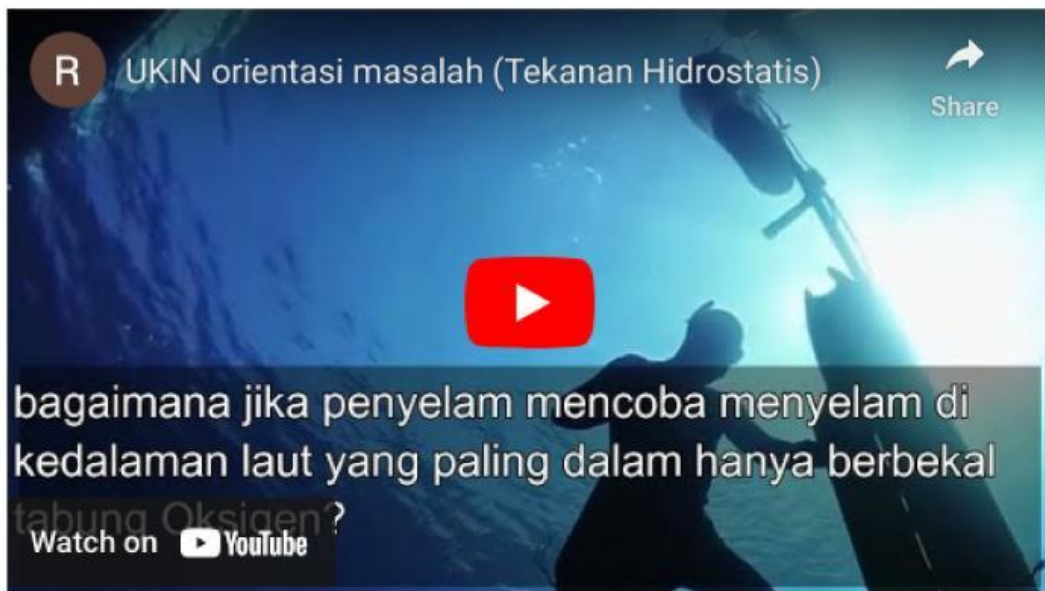 R
UKIN orientasi masalah (Tekanan Hidrostatis)
Share
bagaimana jika penyelam mencoba menyelam di
kedalaman laut yang paling dalam hanya berbekal
tabung Oksigen?
Watch on YouTube